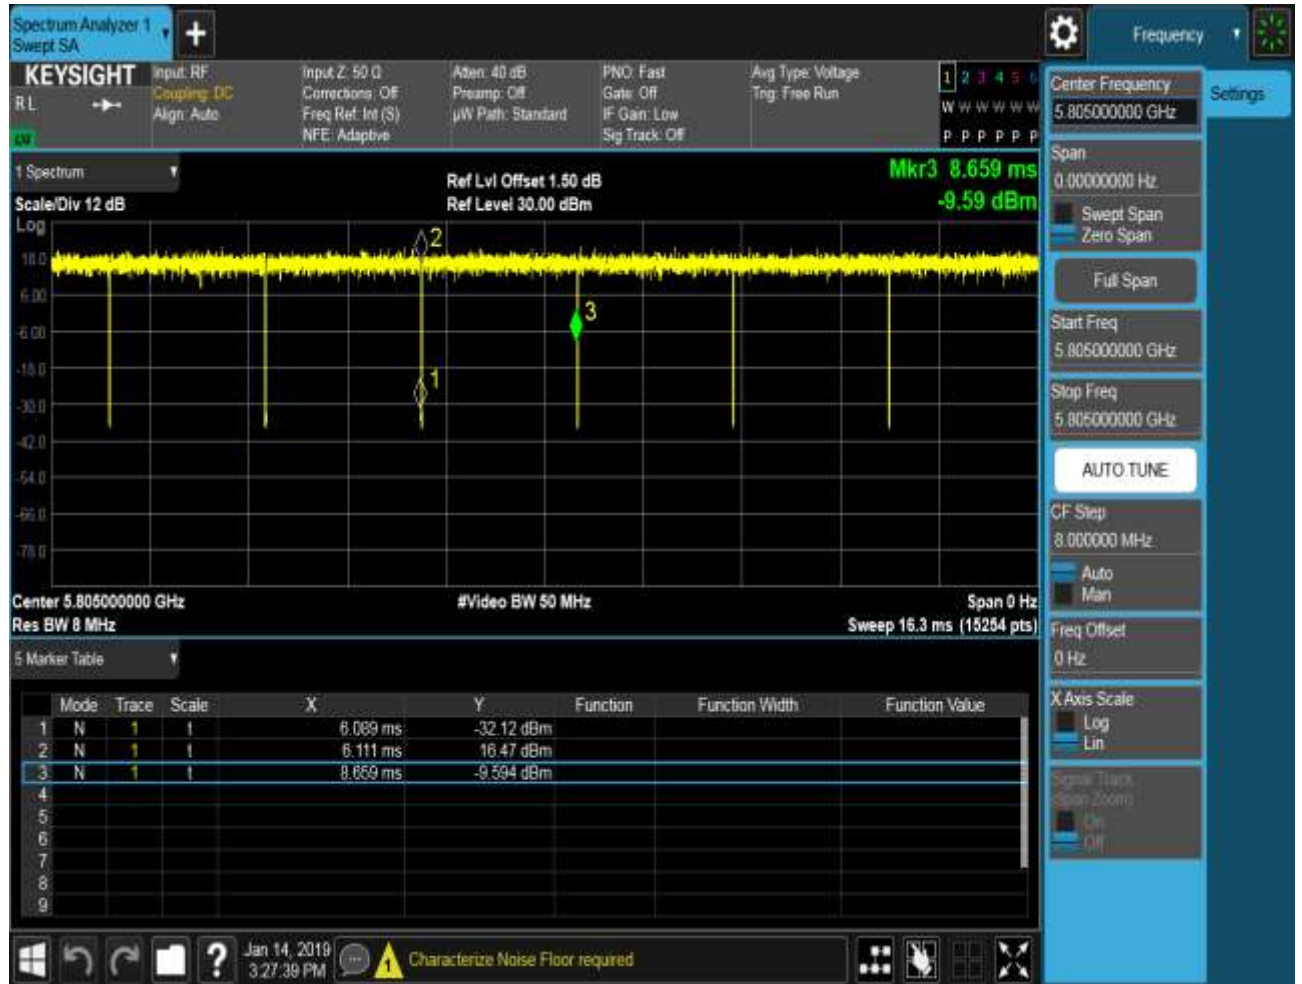 Spectrum Analyzer 1
Swept SA
Frequency
KEYSIGHT
RL
Input: RF
Coupling: DC
Align: Auto
Input Z: 50 Ω
Corrections: Off
Freq Ref: Int (S)
NFE: Adaptive
Atten: 40 dB
Preamp: Off
µW Path: Standard
PNO: Fast
Gate: Off
IF Gain: Low
Sig Track: Off
Avg Type: Voltage
Trig: Free Run
1 2 3 4 5 6
W W W W W W
P P P P P P
Center Frequency
5.805000000 GHz
Settings
Span
0.00000000 Hz
Swept Span
Zero Span
Full Span
Start Freq
5.805000000 GHz
Stop Freq
5.805000000 GHz
AUTO TUNE
CF Step
8.000000 MHz
Auto
Man
Freq Offset
0 Hz
X Axis Scale
Log
Lin
Signal Track
(Span Zoom)
On
Off
1 Spectrum
Scale/Div 12 dB
Log
Ref Lvl Offset 1.50 dB
Ref Level 30.00 dBm
Mkr3 8.659 ms
-9.59 dBm
18.0
6.00
-6.00
-18.0
-30.0
-42.0
-54.0
-66.0
-78.0
2
3
1
Center 5.805000000 GHz
#Video BW 50 MHz
Span 0 Hz
Res BW 8 MHz
Sweep 16.3 ms (15254 pts)
5 Marker Table
Mode Trace Scale X Y Function Function Width Function Value
1 N 1 t 6.089 ms -32.12 dBm
2 N 1 t 6.111 ms 16.47 dBm
3 N 1 t 8.659 ms -9.594 dBm
4
5
6
7
8
9
Jan 14, 2019
3:27:39 PM
Characterize Noise Floor required